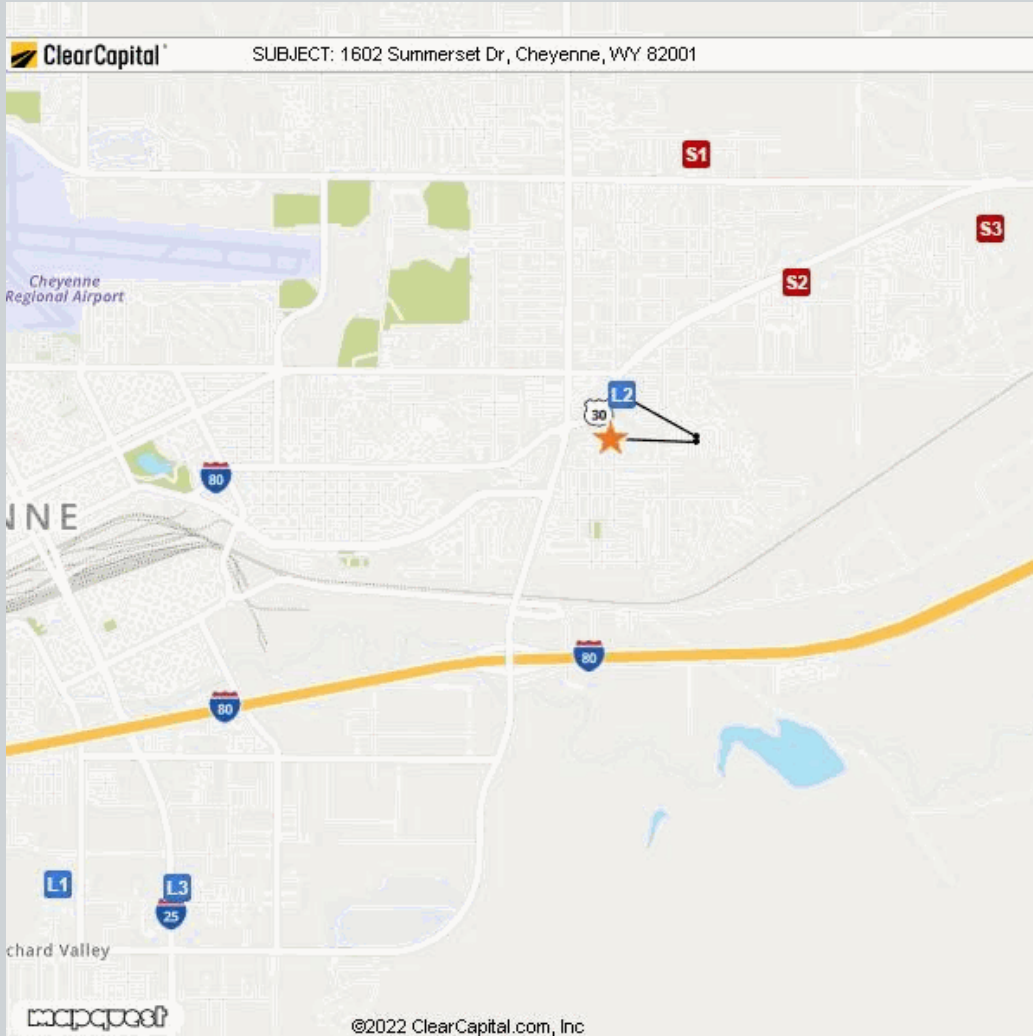 ClearCapital
SUBJECT: 1602 Summerset Dr, Cheyenne, WY 82001
S1
S3
S2
Cheyenne
Regional Airport
L2
30
80
NNE
80
80
L1
L3
25
chard Valley
mapquest
©2022 ClearCapital.com, Inc